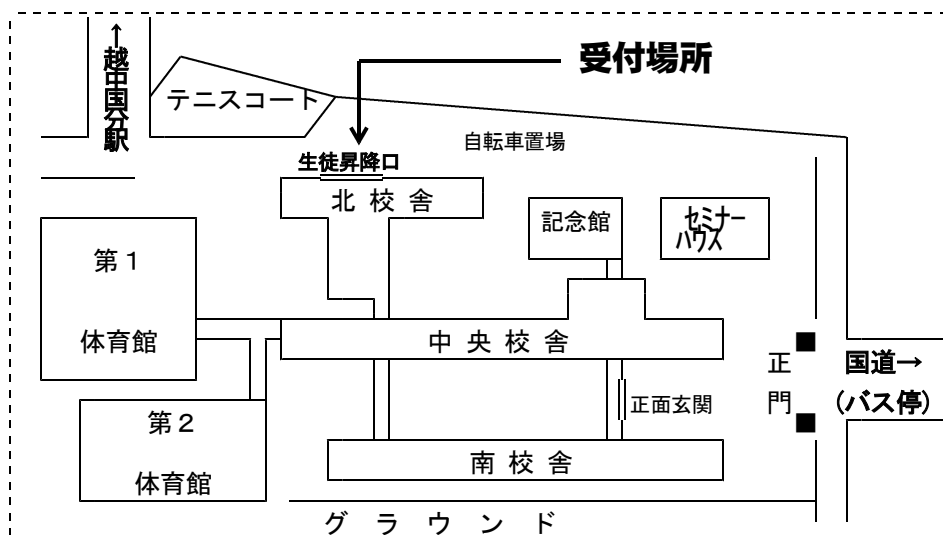 ↑越中国分駅
受付場所
テニスコート
自転車置場
生徒昇降口
北校舎
記念館
セミナー
ハウス
第1
体育館
中央校舎
正門
国道→
(バス停)
正面玄関
第2
体育館
南校舎
グラウンド